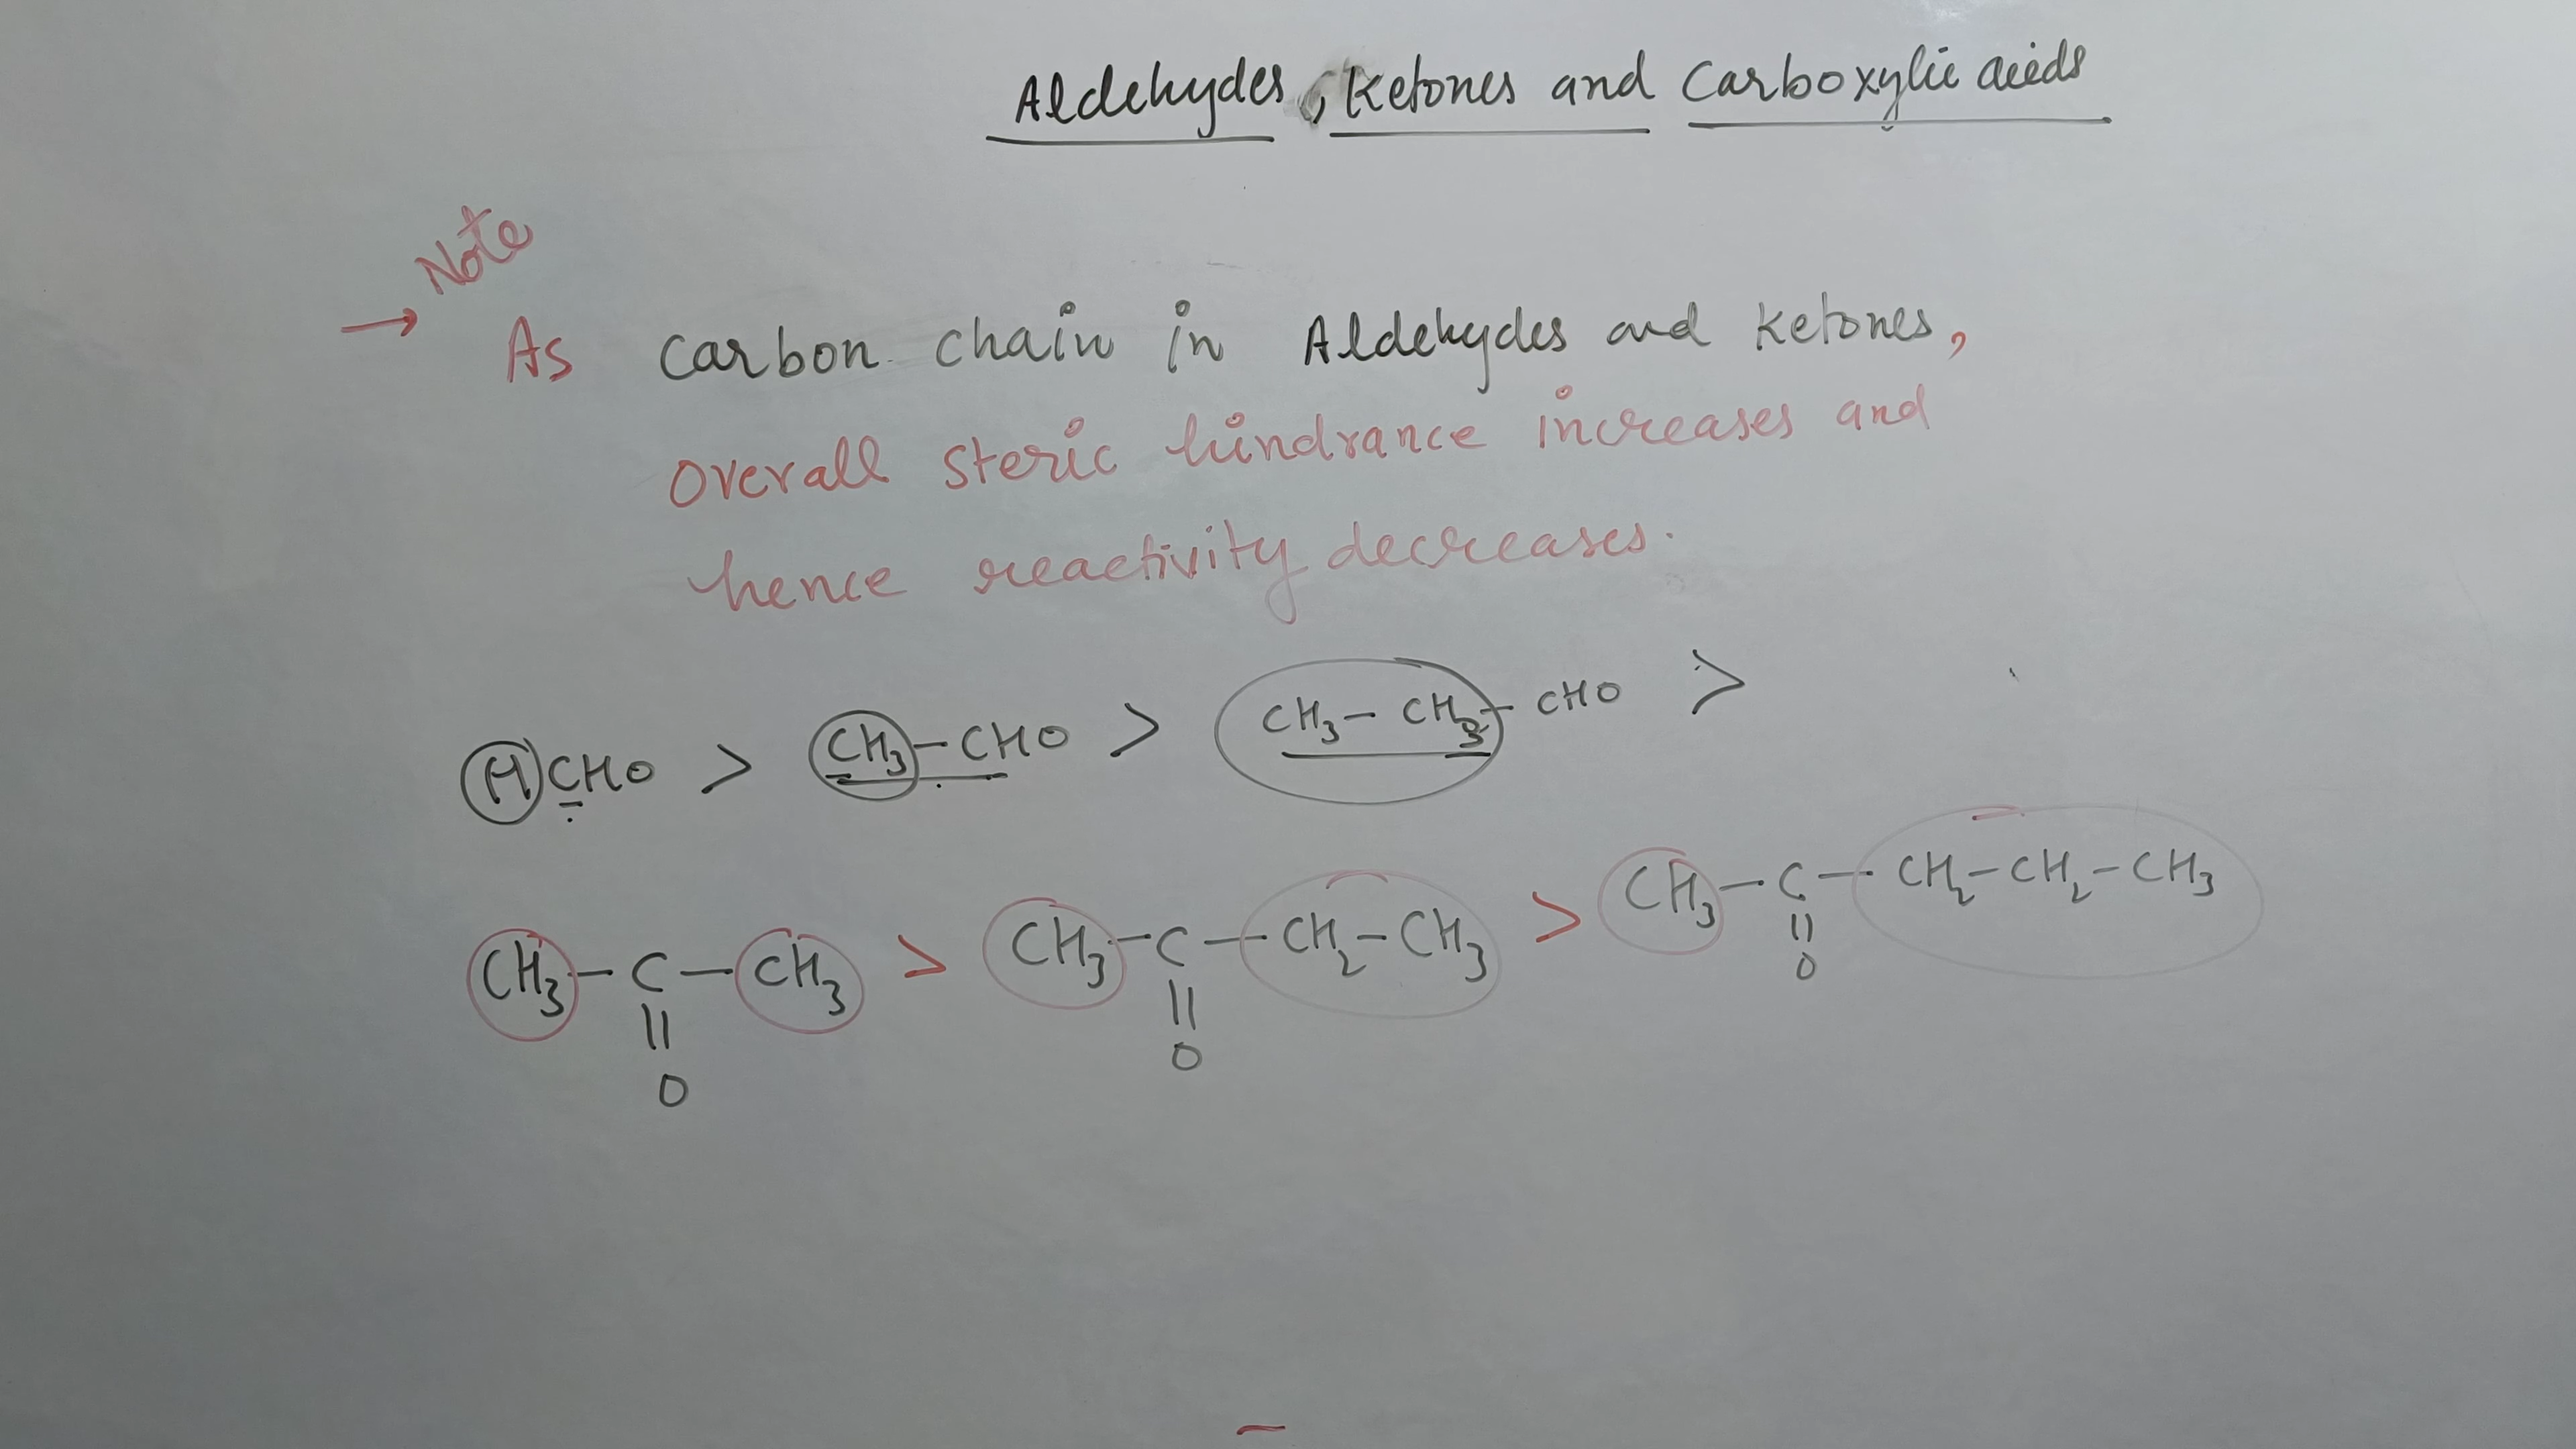 Aldehydes, Ketones and Carboxylic acids
Note
→ As Carbon chain in Aldehydes and Ketones,
Overall steric hindrance increases and
hence reactivity decreases.
HCHO > CH₃–CHO > CH₃–CH₃–CHO >
CH₃–C–CH₃ > CH₃–C–CH₂–CH₃ > CH₃–C–CH₂–CH₂–CH₃
|| || ||
O O O